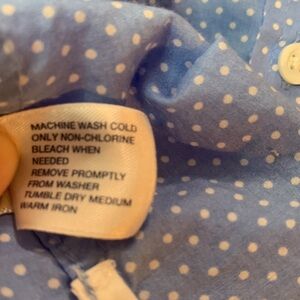 MACHINE WASH COLD
ONLY NON-CHLORINE
BLEACH WHEN
NEEDED
REMOVE PROMPTLY
FROM WASHER
TUMBLE DRY MEDIUM
WARM IRON